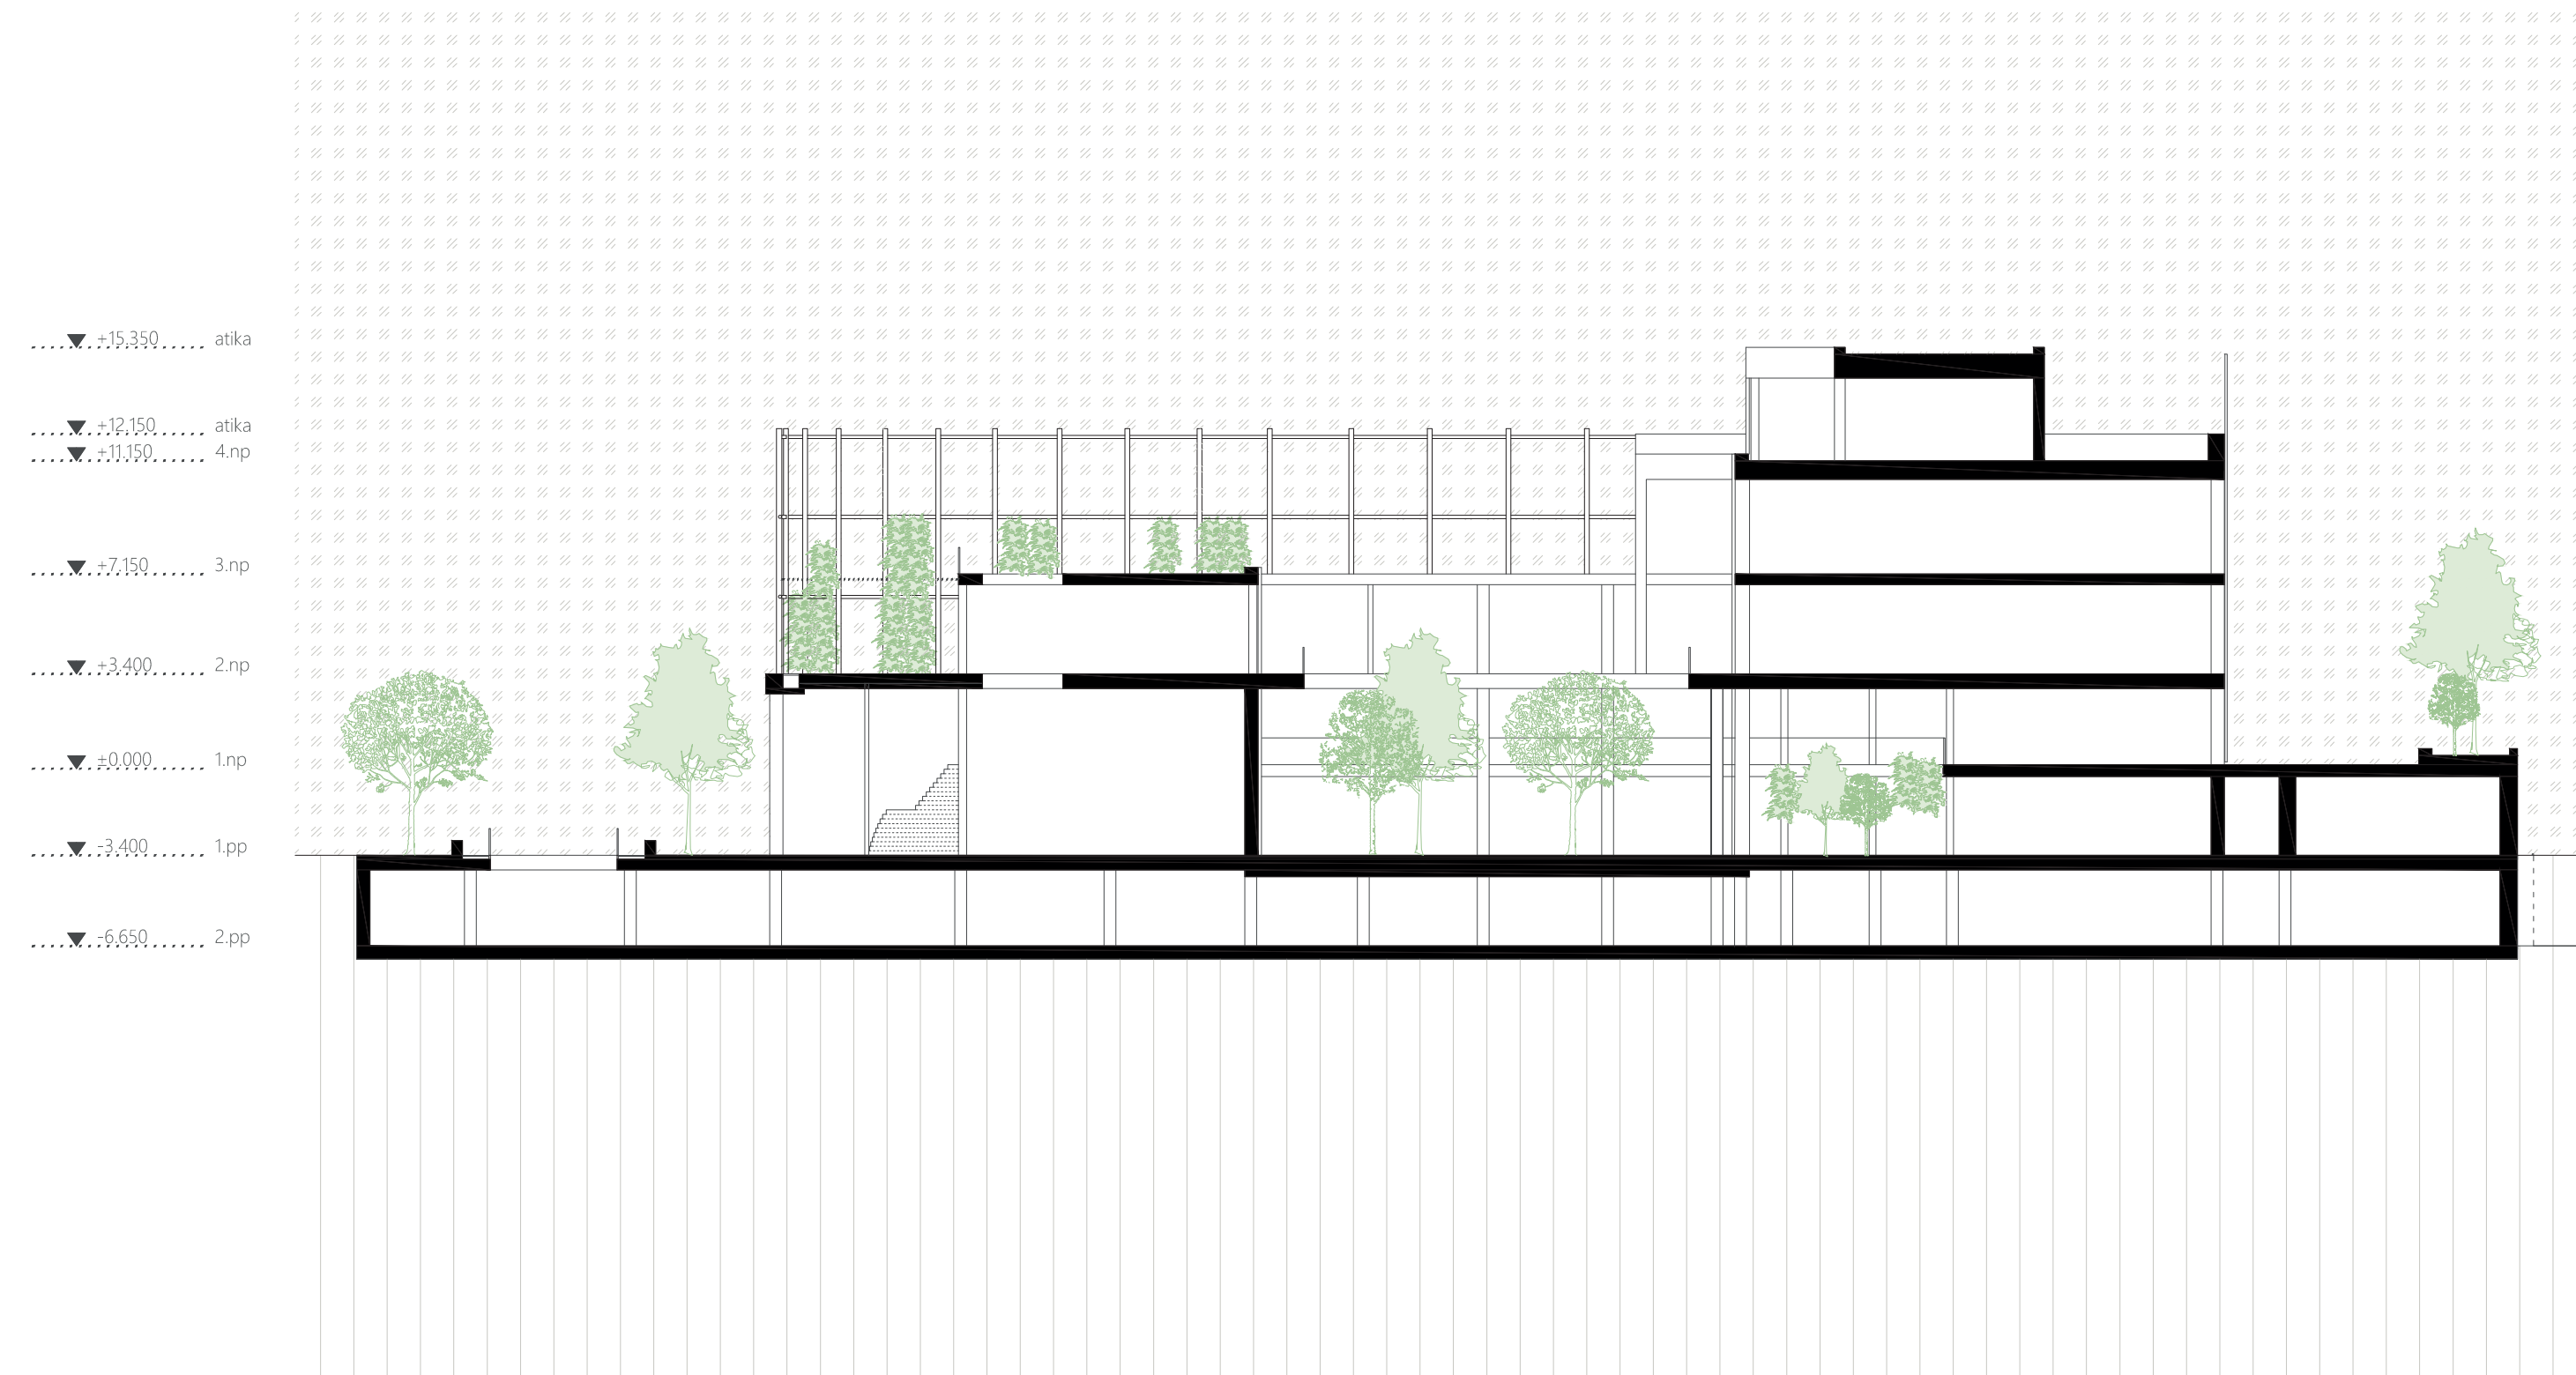 +15.350 atika
+12.150 atika
+11.150 4.np
+7.150 3.np
+3.400 2.np
±0.000 1.np
-3.400 1.pp
-6.650 2.pp